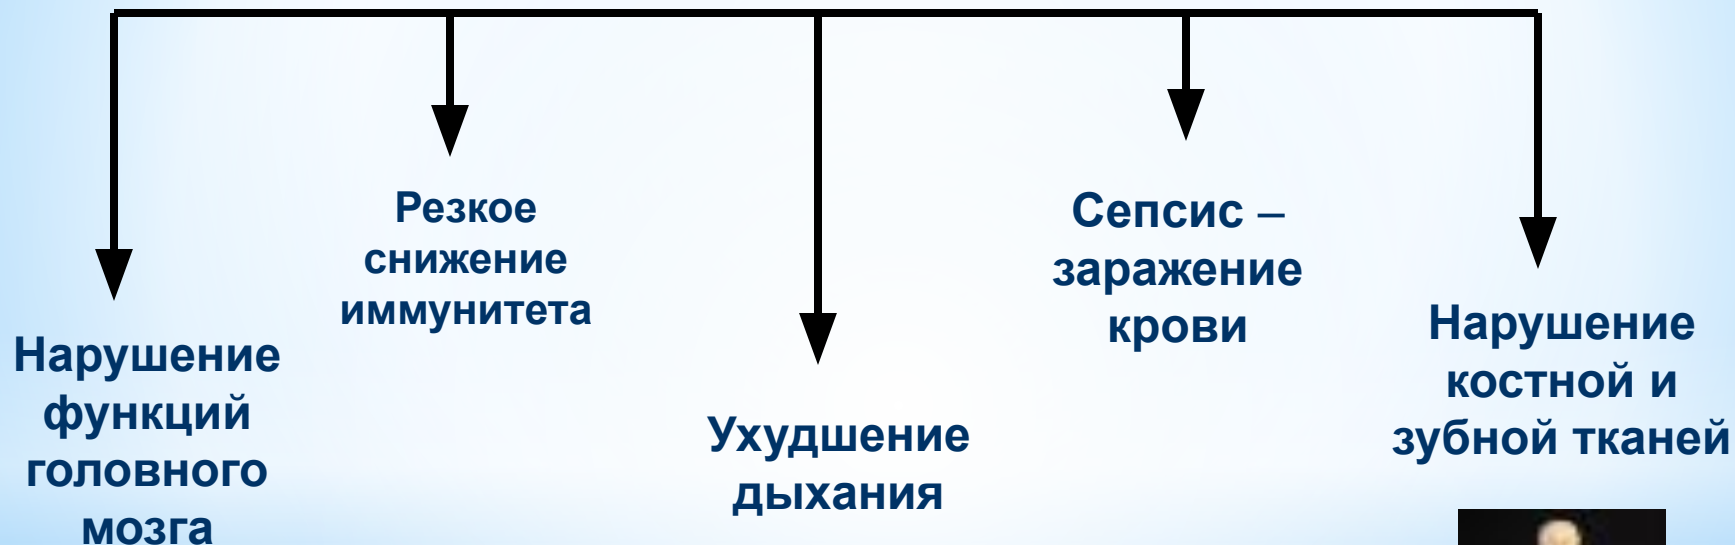 Нарушение
функций
головного
мозга
Резкое
снижение
иммунитета
Ухудшение
дыхания
Сепсис –
заражение
крови
Нарушение
костной и
зубной тканей